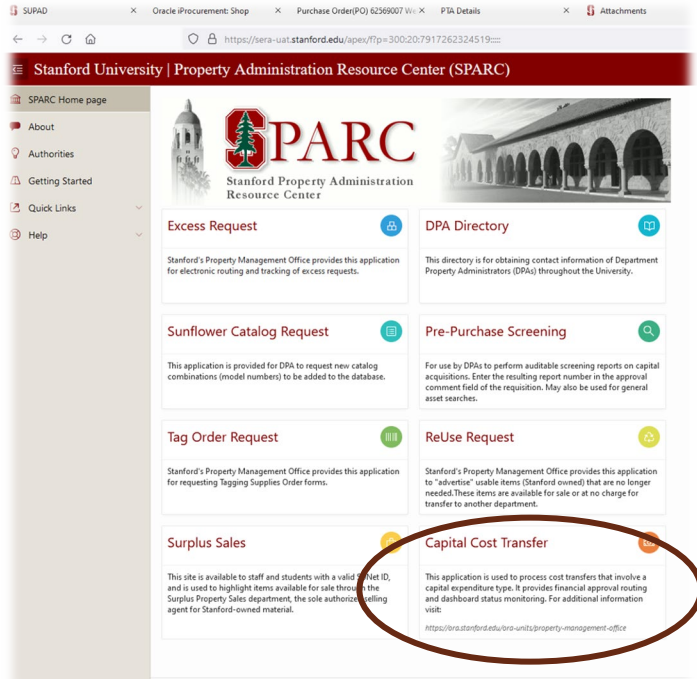 SUPAD
Oracle iProcurement: Shop
Purchase Order(PO) 62569007 We
PTA Details
Attachments
https://sera-uat.stanford.edu/apex/f?p=300:20:7917262324519:::::
Stanford University | Property Administration Resource Center (SPARC)
SPARC Home page
About
Authorities
Getting Started
Quick Links
Help
SPARC
Stanford Property Administration
Resource Center
Excess Request
Stanford's Property Management Office provides this application
for electronic routing and tracking of excess requests.
DPA Directory
This directory is for obtaining contact information of Department
Property Administrators (DPAs) throughout the University.
Sunflower Catalog Request
This application is provided for DPA to request new catalog
combinations (model numbers) to be added to the database.
Pre-Purchase Screening
For use by DPAs to perform auditable screening reports on capital
acquisitions. Enter the resulting report number in the approval
comment field of the requisition. May also be used for general
asset searches.
Tag Order Request
Stanford's Property Management Office provides this application
for requesting Tagging Supplies Order forms.
ReUse Request
Stanford's Property Management Office provides this application
to "advertise" usable items (Stanford owned) that are no longer
needed.These items are available for sale or at no charge for
transfer to another department.
Surplus Sales
This site is available to staff and students with a valid ID,
and is used to highlight items available for sale through the
Surplus Property Sales department, the sole authorized selling
agent for Stanford-owned material.
Capital Cost Transfer
This application is used to process cost transfers that involve a
capital expenditure type. It provides financial approval routing
and dashboard status monitoring. For additional information
visit:
https://ora.stanford.edu/ora-units/property-management-office